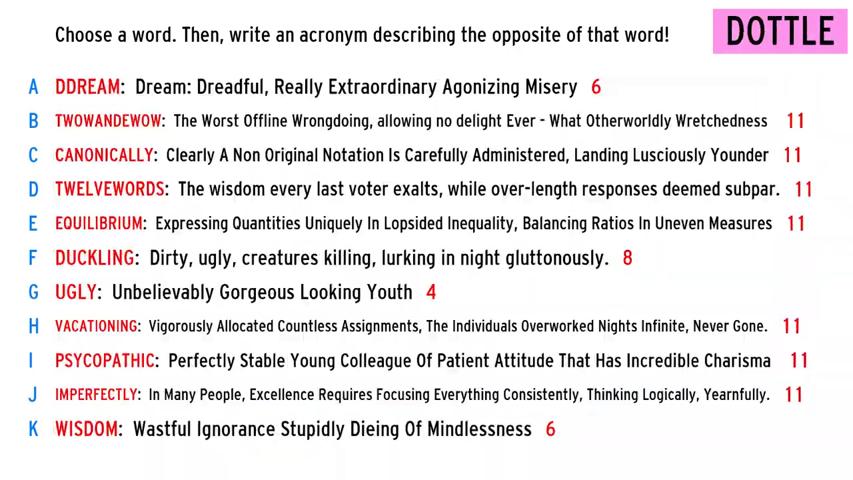 Choose a word. Then, write an acronym describing the opposite of that word!
DOTTLE
A DDREAM: Dream: Dreadful, Really Extraordinary Agonizing Misery 6
B TWOWANDEWOW: The Worst Offline Wrongdoing, allowing no delight Ever - What Otherworldly Wretchedness 11
C CANONICALLY: Clearly A Non Original Notation Is Carefully Administered, Landing Lusciously Younder 11
D TWELVEWORDS: The wisdom every last voter exalts, while over-length responses deemed subpar. 11
E EQUILIBRIUM: Expressing Quantities Uniquely In Lopsided Inequality, Balancing Ratios In Uneven Measures 11
F DUCKLING: Dirty, ugly, creatures killing, lurking in night gluttonously. 8
G UGLY: Unbelievably Gorgeous Looking Youth 4
H VACATIONING: Vigorously Allocated Countless Assignments, The Individuals Overworked Nights Infinite, Never Gone. 11
I PSYCOPATHIC: Perfectly Stable Young Colleague Of Patient Attitude That Has Incredible Charisma 11
J IMPERFECTLY: In Many People, Excellence Requires Focusing Everything Consistently, Thinking Logically, Yearnfully. 11
K WISDOM: Wastful Ignorance Stupidly Dieing Of Mindlessness 6